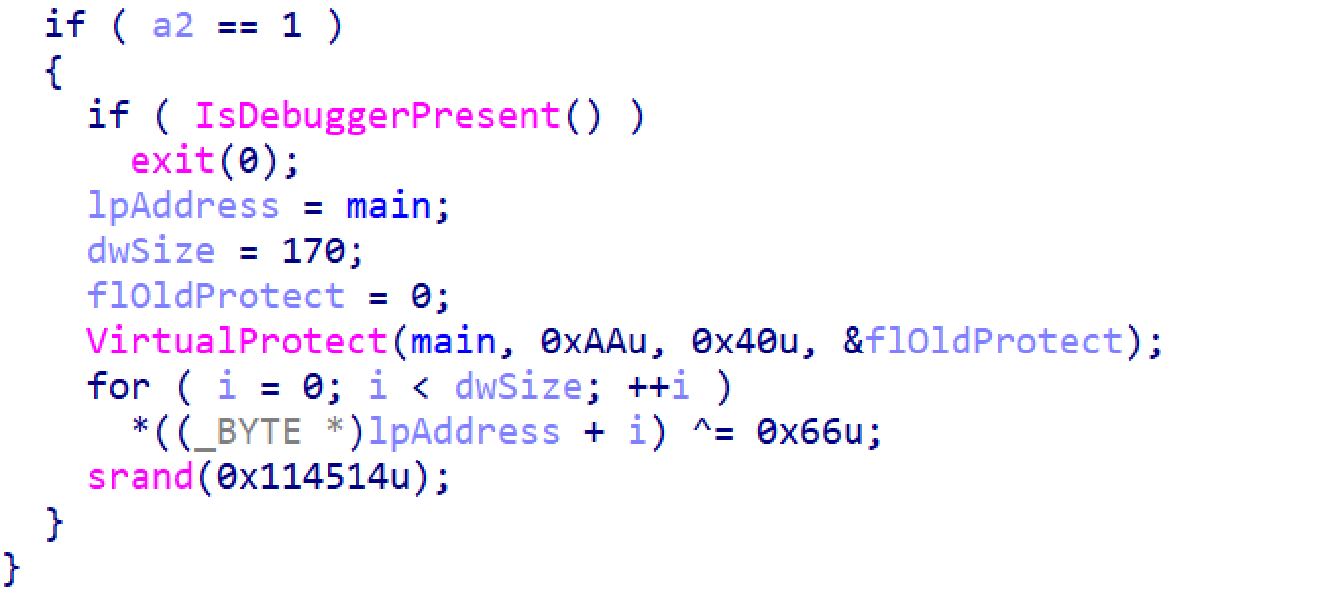 if ( a2 == 1 )
{
if ( IsDebuggerPresent() )
exit(0);
lpAddress = main;
dwSize = 170;
flOldProtect = 0;
VirtualProtect(main, 0xAAu, 0x40u, &flOldProtect);
for ( i = 0; i < dwSize; ++i )
*((_BYTE *)lpAddress + i) ^= 0x66u;
srand(0x114514u);
}
}